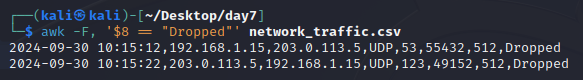 ┌──(kali㉿kali)-[~/Desktop/day7]
└─$ awk -F, '$8 == "Dropped"' network_traffic.csv
2024-09-30 10:15:12,192.168.1.15,203.0.113.5,UDP,53,55432,512,Dropped
2024-09-30 10:15:22,203.0.113.5,192.168.1.15,UDP,123,49152,512,Dropped